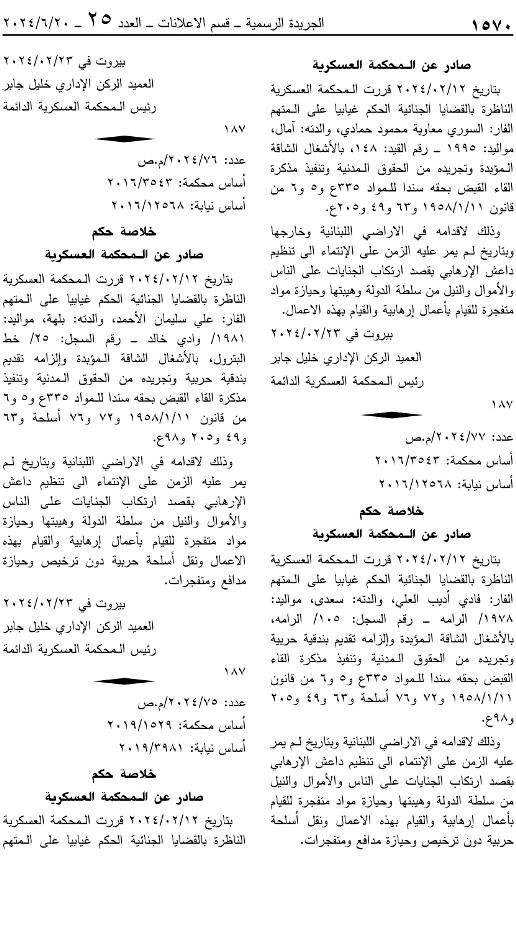 ١٥٧٠
الجريدة الرسمية ــ قسم الاعلانات ــ العدد ٢٥ ــ ٢٠٢٤/٦/٢٠
صادر عن المحكمة العسكرية
بتاريخ ٢٠٢٤/٠٢/١٢ قررت المحكمة العسكرية
الناظرة بالقضايا الجنائية الحكم غيابيا على المتهم
الفار: السوري معاوية محمود حمادي، والدته: آمال،
مواليد: ١٩٩٥ ــ رقم القيد: ١٤٨، بالأشغال الشاقة
المؤبدة وتجريده من الحقوق المدنية وتنفيذ مذكرة
القاء القبض بحقه سندا للمواد ٣٣٥ع و٥ و٦ من
قانون ١٩٥٨/١/١١ و٦٣ و٤٩ و٢٠٥ع.
وذلك لاقدامه في الاراضي اللبنانية وخارجها
وبتاريخ لم يمر عليه الزمن على الإنتماء الى تنظيم
داعش الإرهابي بقصد ارتكاب الجنايات على الناس
والأموال والنيل من سلطة الدولة وهيبتها وحيازة مواد
متفجرة للقيام بأعمال إرهابية والقيام بهذه الاعمال.
بيروت في ٢٠٢٤/٠٢/٢٣
العميد الركن الإداري خليل جابر
رئيس المحكمة العسكرية الدائمة
١٨٧
عدد: ٢٠٢٤/٧٧/م.ص
أساس محكمة: ٢٠١٦/٣٥٤٣
أساس نيابة: ٢٠١٦/١٢٥٦٨
خلاصة حكم
صادر عن المحكمة العسكرية
بتاريخ ٢٠٢٤/٠٢/١٢ قررت المحكمة العسكرية
الناظرة بالقضايا الجنائية الحكم غيابيا على المتهم
الفار: فادي أديب العلي، والدته: سعدى، مواليد:
١٩٧٨/ الرامه ــ رقم السجل: ١٠٥/ الرامه،
بالأشغال الشاقة المؤبدة وإلزامه تقديم بندقية حربية
وتجريده من الحقوق المدنية وتنفيذ مذكرة القاء
القبض بحقه سندا للمواد ٣٣٥ع و٥ و٦ من قانون
١٩٥٨/١/١١ و٧٢ و٧٦ أسلحة و٦٣ و٤٩ و٢٠٥
و٩٨ع.
وذلك لاقدامه في الاراضي اللبنانية وبتاريخ لم يمر
عليه الزمن على الإنتماء الى تنظيم داعش الإرهابي
بقصد ارتكاب الجنايات على الناس والأموال والنيل
من سلطة الدولة وهيبتها وحيازة مواد متفجرة للقيام
بأعمال إرهابية والقيام بهذه الاعمال ونقل أسلحة
حربية دون ترخيص وحيازة مدافع ومتفجرات.
بيروت في ٢٠٢٤/٠٢/٢٣
العميد الركن الإداري خليل جابر
رئيس المحكمة العسكرية الدائمة
١٨٧
عدد: ٢٠٢٤/٧٦/م.ص
أساس محكمة: ٢٠١٦/٣٥٤٣
أساس نيابة: ٢٠١٦/١٢٥٦٨
خلاصة حكم
صادر عن المحكمة العسكرية
بتاريخ ٢٠٢٤/٠٢/١٢ قررت المحكمة العسكرية
الناظرة بالقضايا الجنائية الحكم غيابيا على المتهم
الفار: علي سليمان الأحمد، والدته: بلهة، مواليد:
١٩٨١/ وادي خالد ــ رقم السجل: ٢٥/ خط
البترول، بالأشغال الشاقة المؤبدة وإلزامه تقديم
بندقية حربية وتجريده من الحقوق المدنية وتنفيذ
مذكرة القاء القبض بحقه سندا للمواد ٣٣٥ع و٥ و٦
من قانون ١٩٥٨/١/١١ و٧٢ و٧٦ أسلحة و٦٣
و٤٩ و٢٠٥ و٩٨ع.
وذلك لاقدامه في الاراضي اللبنانية وبتاريخ لم
يمر عليه الزمن على الإنتماء الى تنظيم داعش
الإرهابي بقصد ارتكاب الجنايات على الناس
والأموال والنيل من سلطة الدولة وهيبتها وحيازة
مواد متفجرة للقيام بأعمال إرهابية والقيام بهذه
الاعمال ونقل أسلحة حربية دون ترخيص وحيازة
مدافع ومتفجرات.
بيروت في ٢٠٢٤/٠٢/٢٣
العميد الركن الإداري خليل جابر
رئيس المحكمة العسكرية الدائمة
١٨٧
عدد: ٢٠٢٤/٧٥/م.ص
أساس محكمة: ٢٠١٩/١٥٢٩
أساس نيابة: ٢٠١٩/٣٩٨١
خلاصة حكم
صادر عن المحكمة العسكرية
بتاريخ ٢٠٢٤/٠٢/١٢ قررت المحكمة العسكرية
الناظرة بالقضايا الجنائية الحكم غيابيا على المتهم